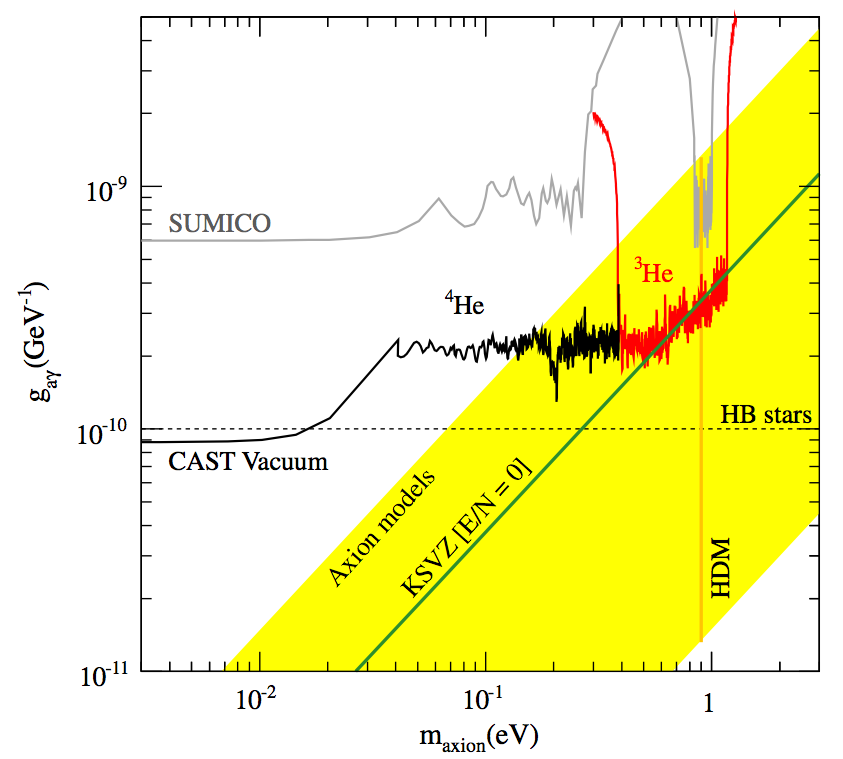 10⁻⁹
SUMICO
³He
⁴He
g_aγ(GeV⁻¹)
10⁻¹⁰
HB stars
CAST Vacuum
Axion models
KSVZ [E/N = 0]
HDM
10⁻¹¹
10⁻² 10⁻¹ 1
m_axion(eV)